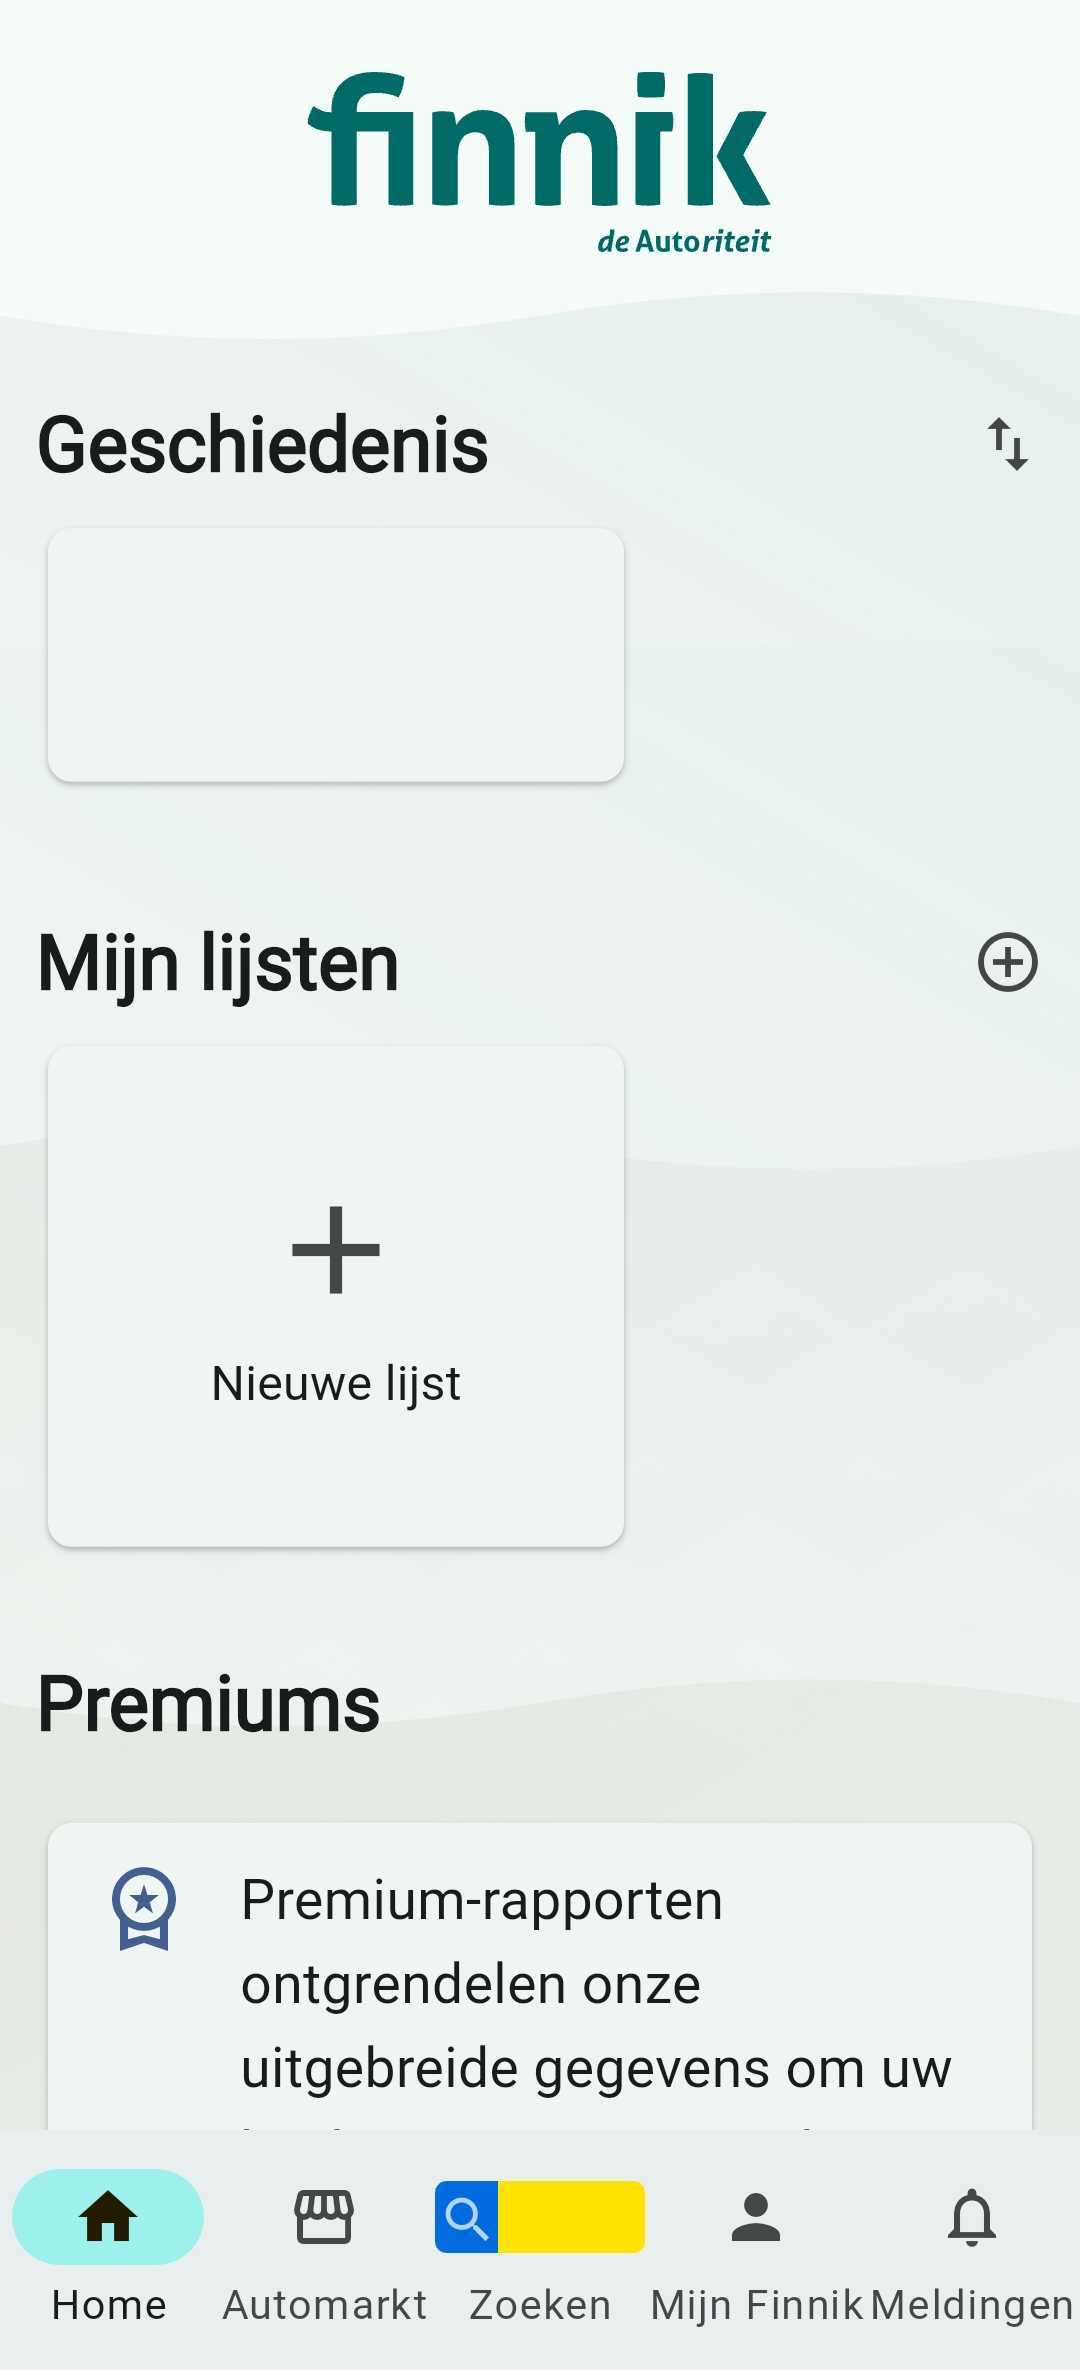 finnik
de Autoriteit
Geschiedenis
Mijn lijsten
Nieuwe lijst
Premiums
Premium-rapporten
ontgrendelen onze
uitgebreide gegevens om uw
Home
Automarkt
Zoeken
Mijn Finnik
Meldingen